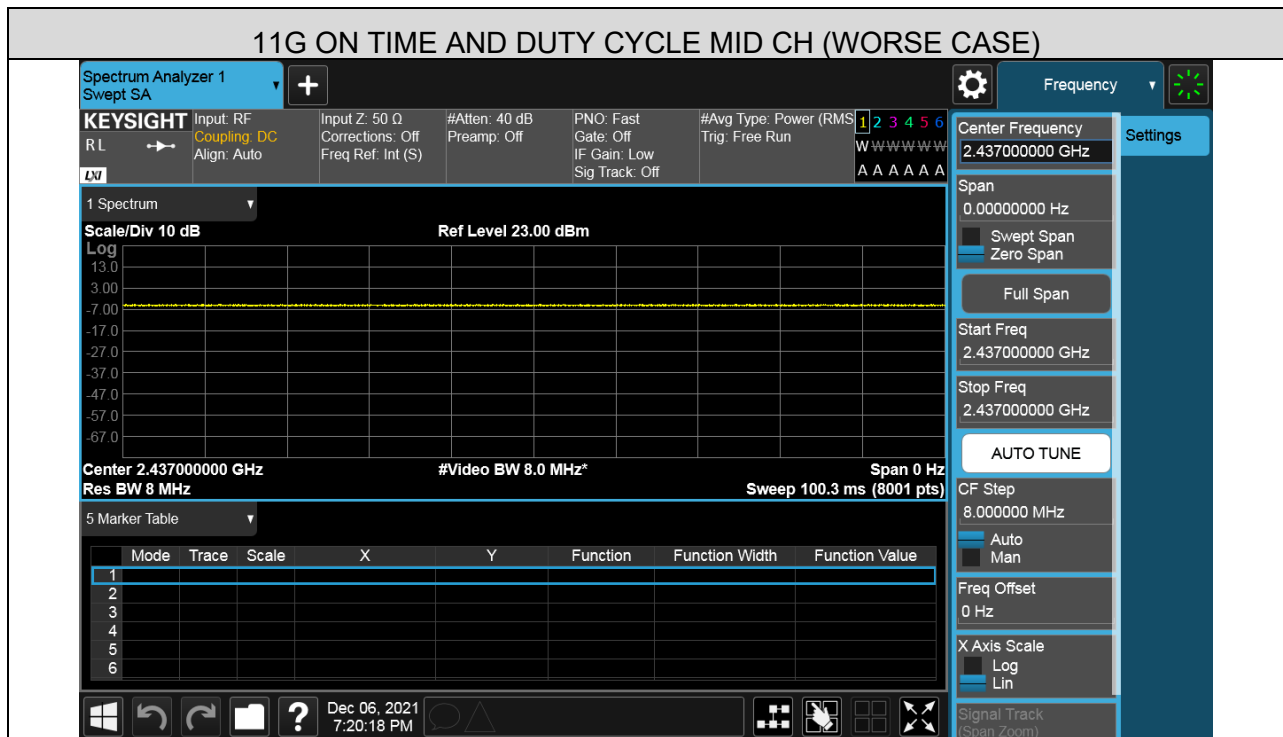 11G ON TIME AND DUTY CYCLE MID CH (WORSE CASE)
Spectrum Analyzer 1
Swept SA
+
Frequency
KEYSIGHT
R L
LXI
Input: RF
Coupling: DC
Align: Auto
Input Z: 50 Ω
Corrections: Off
Freq Ref: Int (S)
#Atten: 40 dB
Preamp: Off
PNO: Fast
Gate: Off
IF Gain: Low
Sig Track: Off
#Avg Type: Power (RMS
Trig: Free Run
1 2 3 4 5 6
W W W W W W
A A A A A A
1 Spectrum
Scale/Div 10 dB
Ref Level 23.00 dBm
Log
13.0
3.00
-7.00
-17.0
-27.0
-37.0
-47.0
-57.0
-67.0
Center 2.437000000 GHz
#Video BW 8.0 MHz*
Span 0 Hz
Res BW 8 MHz
Sweep 100.3 ms (8001 pts)
5 Marker Table
Mode Trace Scale X Y Function Function Width Function Value
1
2
3
4
5
6
?
Dec 06, 2021
7:20:18 PM
Center Frequency
2.437000000 GHz
Settings
Span
0.00000000 Hz
Swept Span
Zero Span
Full Span
Start Freq
2.437000000 GHz
Stop Freq
2.437000000 GHz
AUTO TUNE
CF Step
8.000000 MHz
Auto
Man
Freq Offset
0 Hz
X Axis Scale
Log
Lin
Signal Track
(Span Zoom)